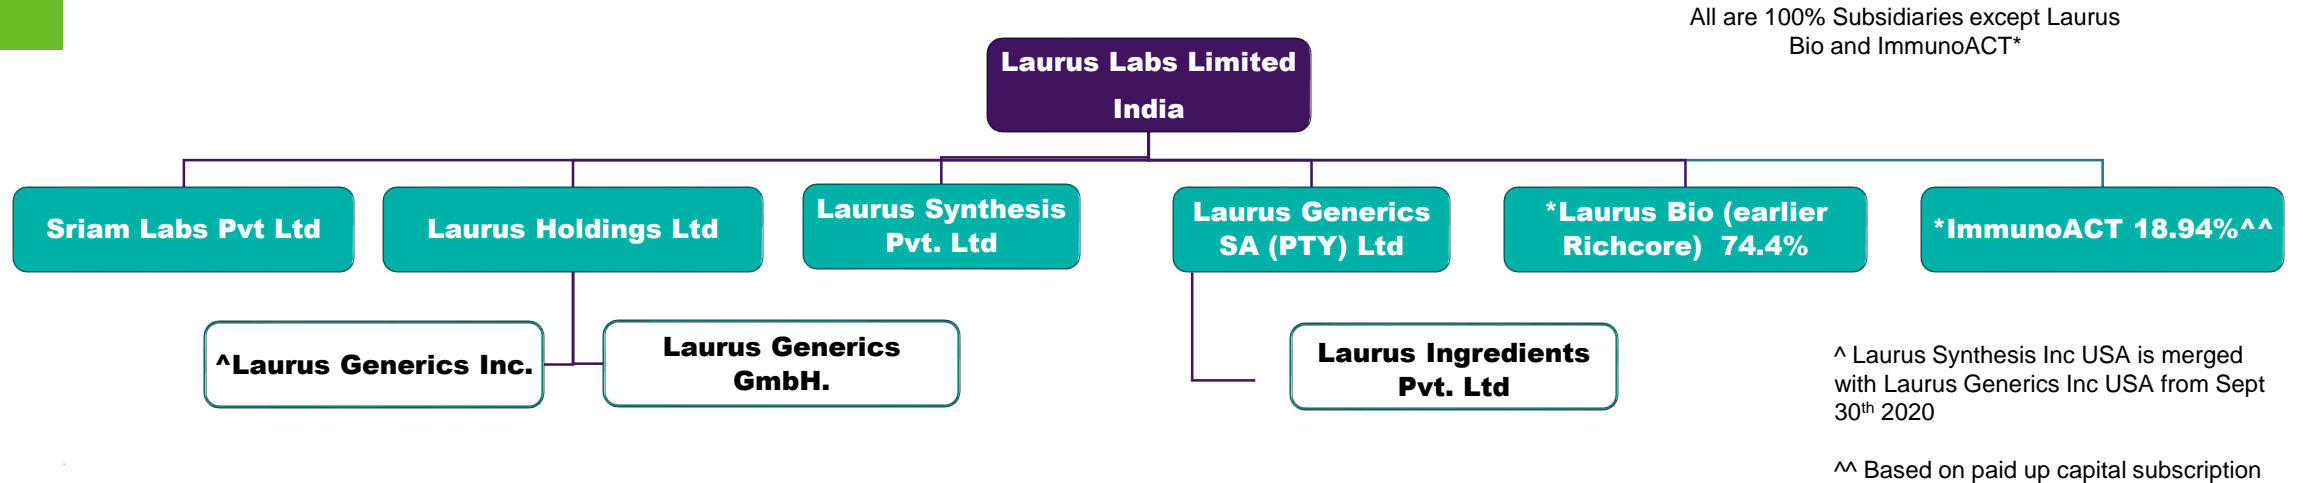 All are 100% Subsidiaries except Laurus
Bio and ImmunoACT*
Laurus Labs Limited
India
Sriam Labs Pvt Ltd
Laurus Holdings Ltd
Laurus Synthesis
Pvt. Ltd
Laurus Generics
SA (PTY) Ltd
*Laurus Bio (earlier
Richcore)  74.4%
*ImmunoACT 18.94%^^
^Laurus Generics Inc.
Laurus Generics
GmbH.
Laurus Ingredients
Pvt. Ltd
^ Laurus Synthesis Inc USA is merged
with Laurus Generics Inc USA from Sept
30th 2020
^^ Based on paid up capital subscription